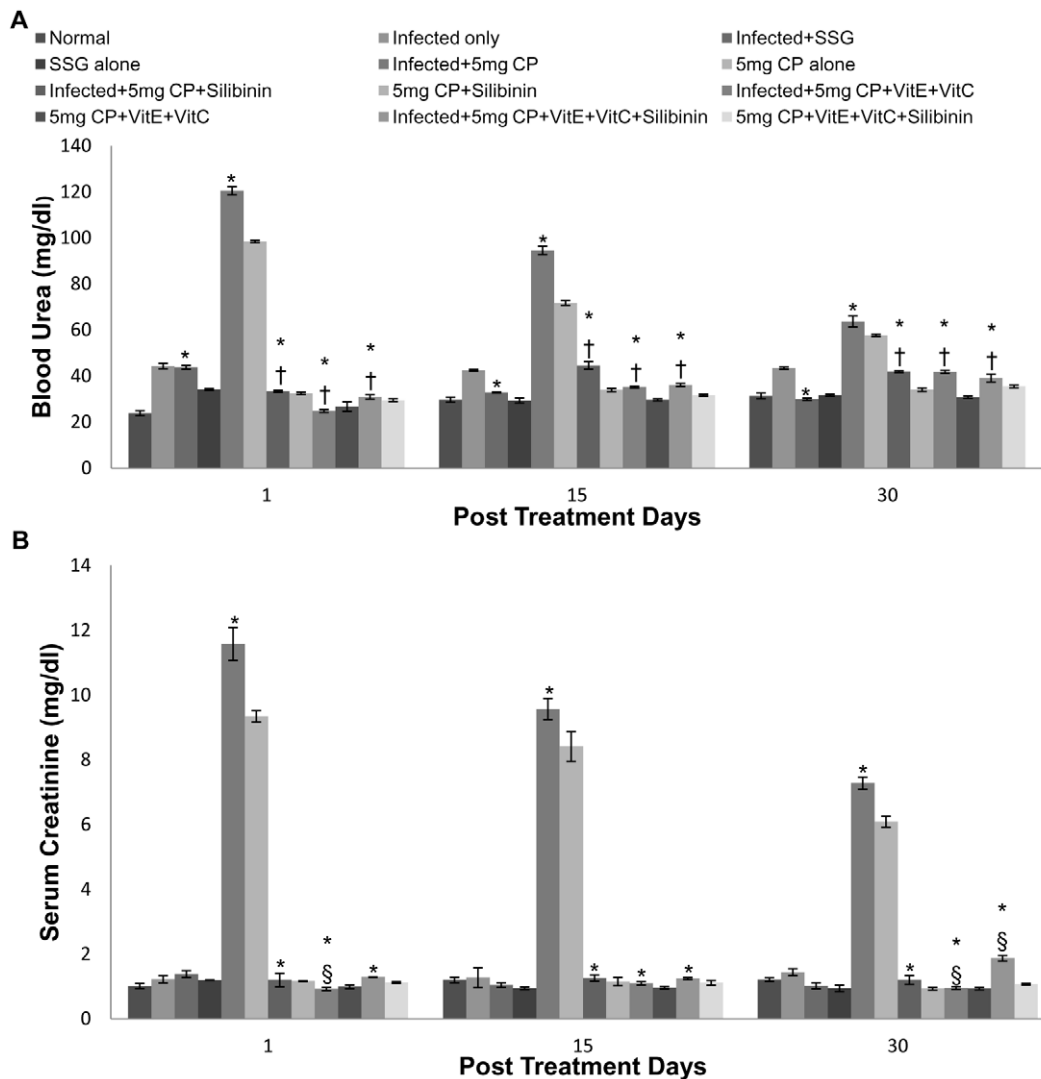 A
Normal Infected only Infected+SSG
SSG alone Infected+5mg CP 5mg CP alone
Infected+5mg CP+Silibinin 5mg CP+Silibinin Infected+5mg CP+VitE+VitC
5mg CP+VitE+VitC Infected+5mg CP+VitE+VitC+Silibinin 5mg CP+VitE+VitC+Silibinin
Blood Urea (mg/dl)
140
120
100
80
60
40
20
0
* * * † * † * †
* * * † * † * †
* * * † * † * †
1 15 30
Post Treatment Days
B
Serum Creatinine (mg/dl)
14
12
10
8
6
4
2
0
* * * § *
* * * *
* * * § * §
1 15 30
Post Treatment Days